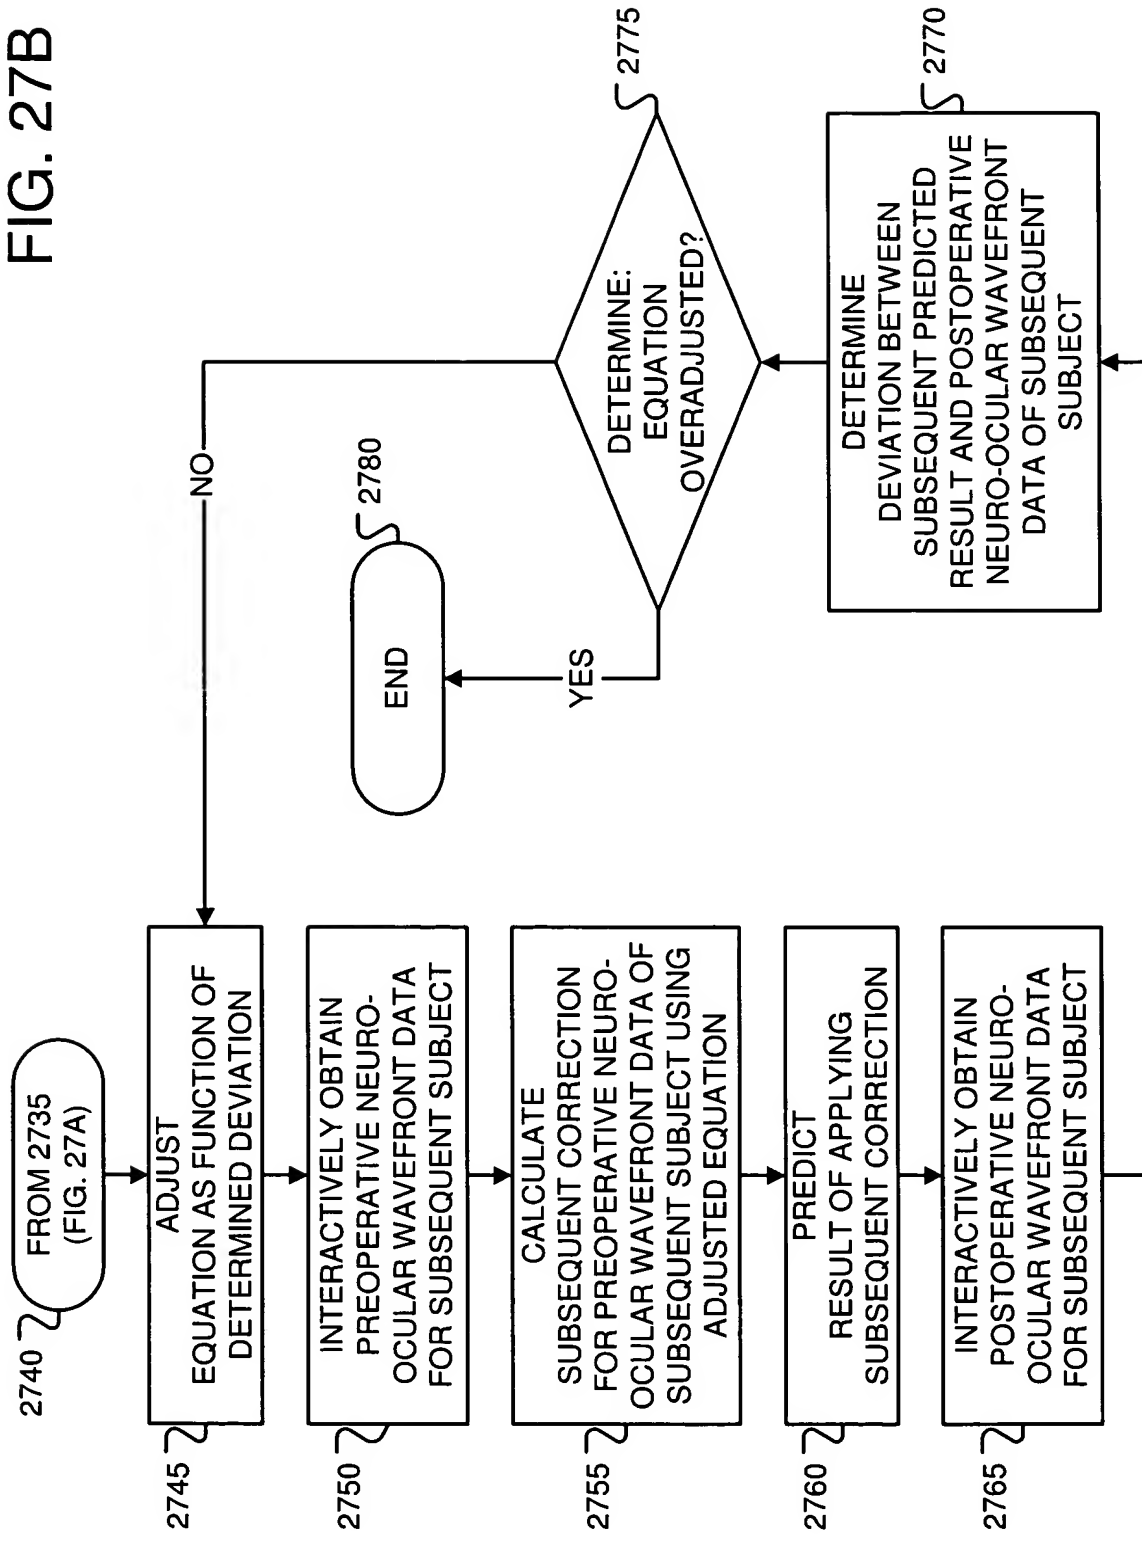 FIG. 27B
2740
FROM 2735
(FIG. 27A)
2745
ADJUST
EQUATION AS FUNCTION OF
DETERMINED DEVIATION
2750
INTERACTIVELY OBTAIN
PREOPERATIVE NEURO-
OCULAR WAVEFRONT DATA
FOR SUBSEQUENT SUBJECT
2755
CALCULATE
SUBSEQUENT CORRECTION
FOR PREOPERATIVE NEURO-
OCULAR WAVEFRONT DATA OF
SUBSEQUENT SUBJECT USING
ADJUSTED EQUATION
2760
PREDICT
RESULT OF APPLYING
SUBSEQUENT CORRECTION
2765
INTERACTIVELY OBTAIN
POSTOPERATIVE NEURO-
OCULAR WAVEFRONT DATA
FOR SUBSEQUENT SUBJECT
NO
2780
END
YES
2775
DETERMINE:
EQUATION
OVERADJUSTED?
2770
DETERMINE
DEVIATION BETWEEN
SUBSEQUENT PREDICTED
RESULT AND POSTOPERATIVE
NEURO-OCULAR WAVEFRONT
DATA OF SUBSEQUENT
SUBJECT